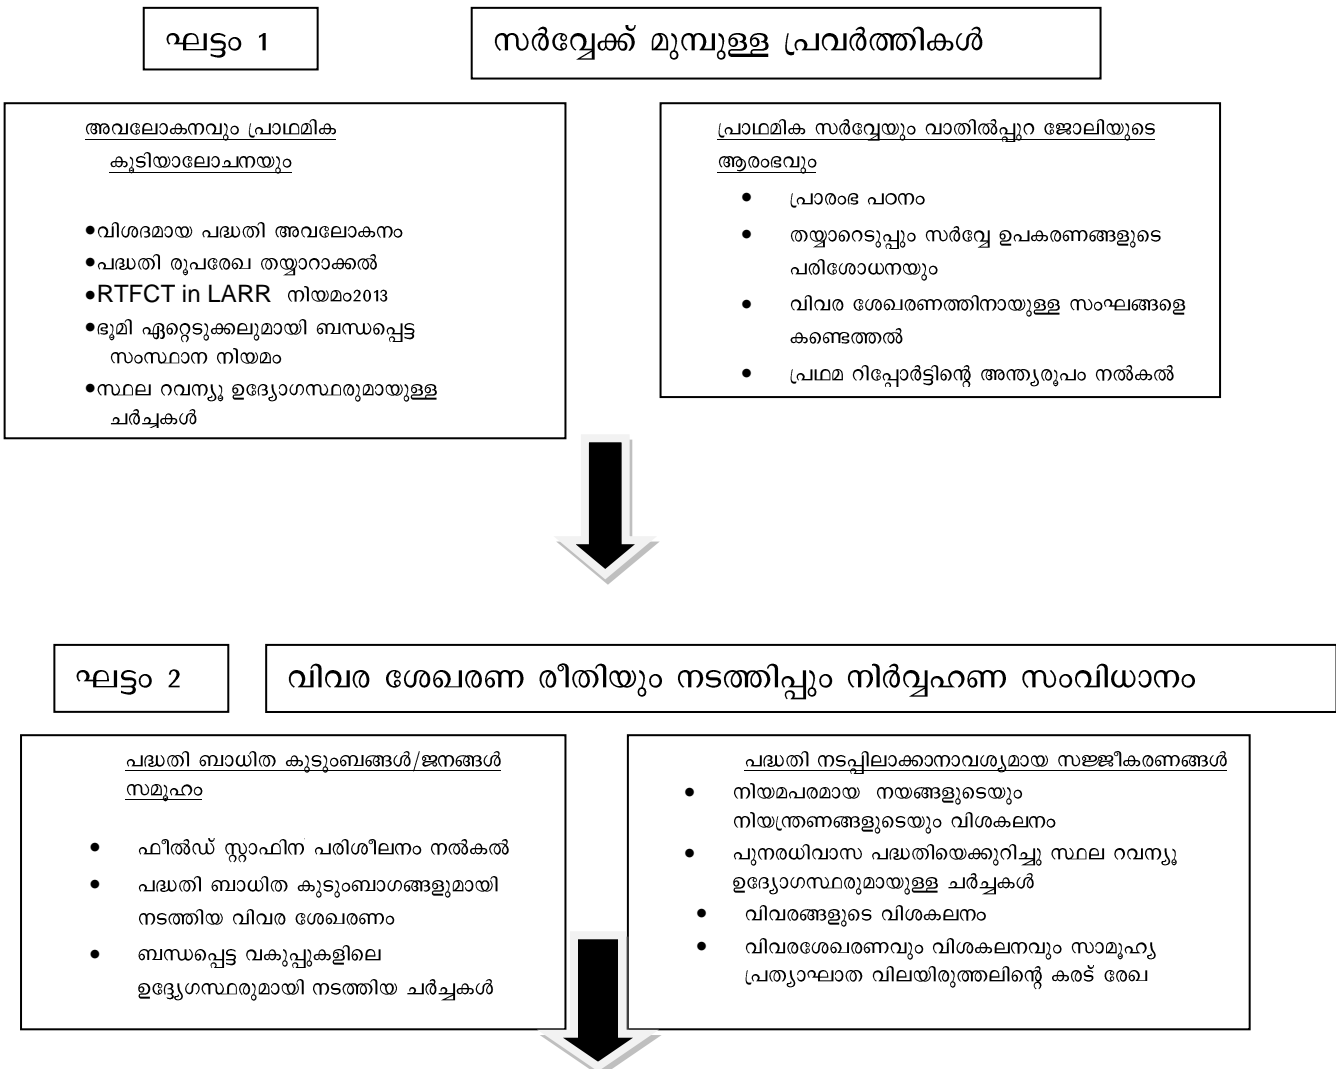 ഘട്ടം 1
സർവ്വേക്ക് മുമ്പുള്ള പ്രവർത്തികൾ
അവലോകനവും പ്രാഥമിക
കൂടിയാലോചനയും
●വിശദമായ പദ്ധതി അവലോകനം
●പദ്ധതി രൂപരേഖ തയ്യാറാക്കൽ
●RTFCT in LARR നിയമം2013
●ഭൂമി ഏറ്റെടുക്കലുമായി ബന്ധപ്പെട്ട
സംസ്ഥാന നിയമം
●സ്ഥല റവന്യൂ ഉദ്യോഗസ്ഥരുമായുള്ള
ചർച്ചകൾ
പ്രാഥമിക സർവ്വേയും വാതിൽപ്പുറ ജോലിയുടെ
ആരംഭവും
● പ്രാരംഭ പഠനം
● തയ്യാറെടുപ്പും സർവ്വേ ഉപകരണങ്ങളുടെ
പരിശോധനയും
● വിവര ശേഖരണത്തിനായുള്ള സംഘങ്ങളെ
കണ്ടെത്തൽ
● പ്രഥമ റിപ്പോർട്ടിന്റെ അന്ത്യരൂപം നൽകൽ
ഘട്ടം 2
വിവര ശേഖരണ രീതിയും നടത്തിപ്പും നിർവ്വഹണ സംവിധാനം
പദ്ധതി ബാധിത കുടുംബങ്ങൾ/ജനങ്ങൾ
സമൂഹം
● ഫീൽഡ് സ്റ്റാഫിന പരിശീലനം നൽകൽ
● പദ്ധതി ബാധിത കുടുംബാഗങ്ങളുമായി
നടത്തിയ വിവര ശേഖരണം
● ബന്ധപ്പെട്ട വകുപ്പുകളിലെ
ഉദ്യേഗസ്ഥരുമായി നടത്തിയ ചർച്ചകൾ
പദ്ധതി നടപ്പിലാക്കാനാവശ്യമായ സജ്ജീകരണങ്ങൾ
● നിയമപരമായ നയങ്ങളുടെയും
നിയന്ത്രണങ്ങളുടെയും വിശകലനം
● പുനരധിവാസ പദ്ധതിയെക്കുറിച്ചു സ്ഥല റവന്യൂ
ഉദ്യോഗസ്ഥരുമായുള്ള ചർച്ചകൾ
● വിവരങ്ങളുടെ വിശകലനം
● വിവരശേഖരണവും വിശകലനവും സാമൂഹ്യ
പ്രത്യാഘാത വിലയിരുത്തലിന്റെ കരട് രേഖ